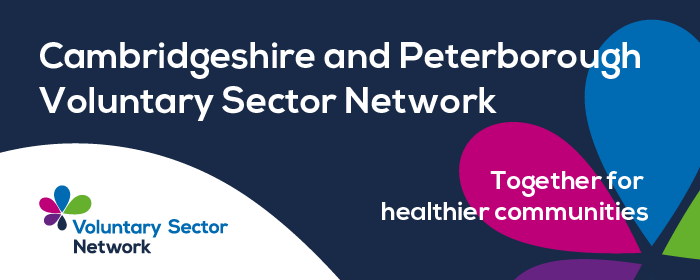 Cambridgeshire and Peterborough
Voluntary Sector Network
Together for
healthier communities
Voluntary Sector
Network